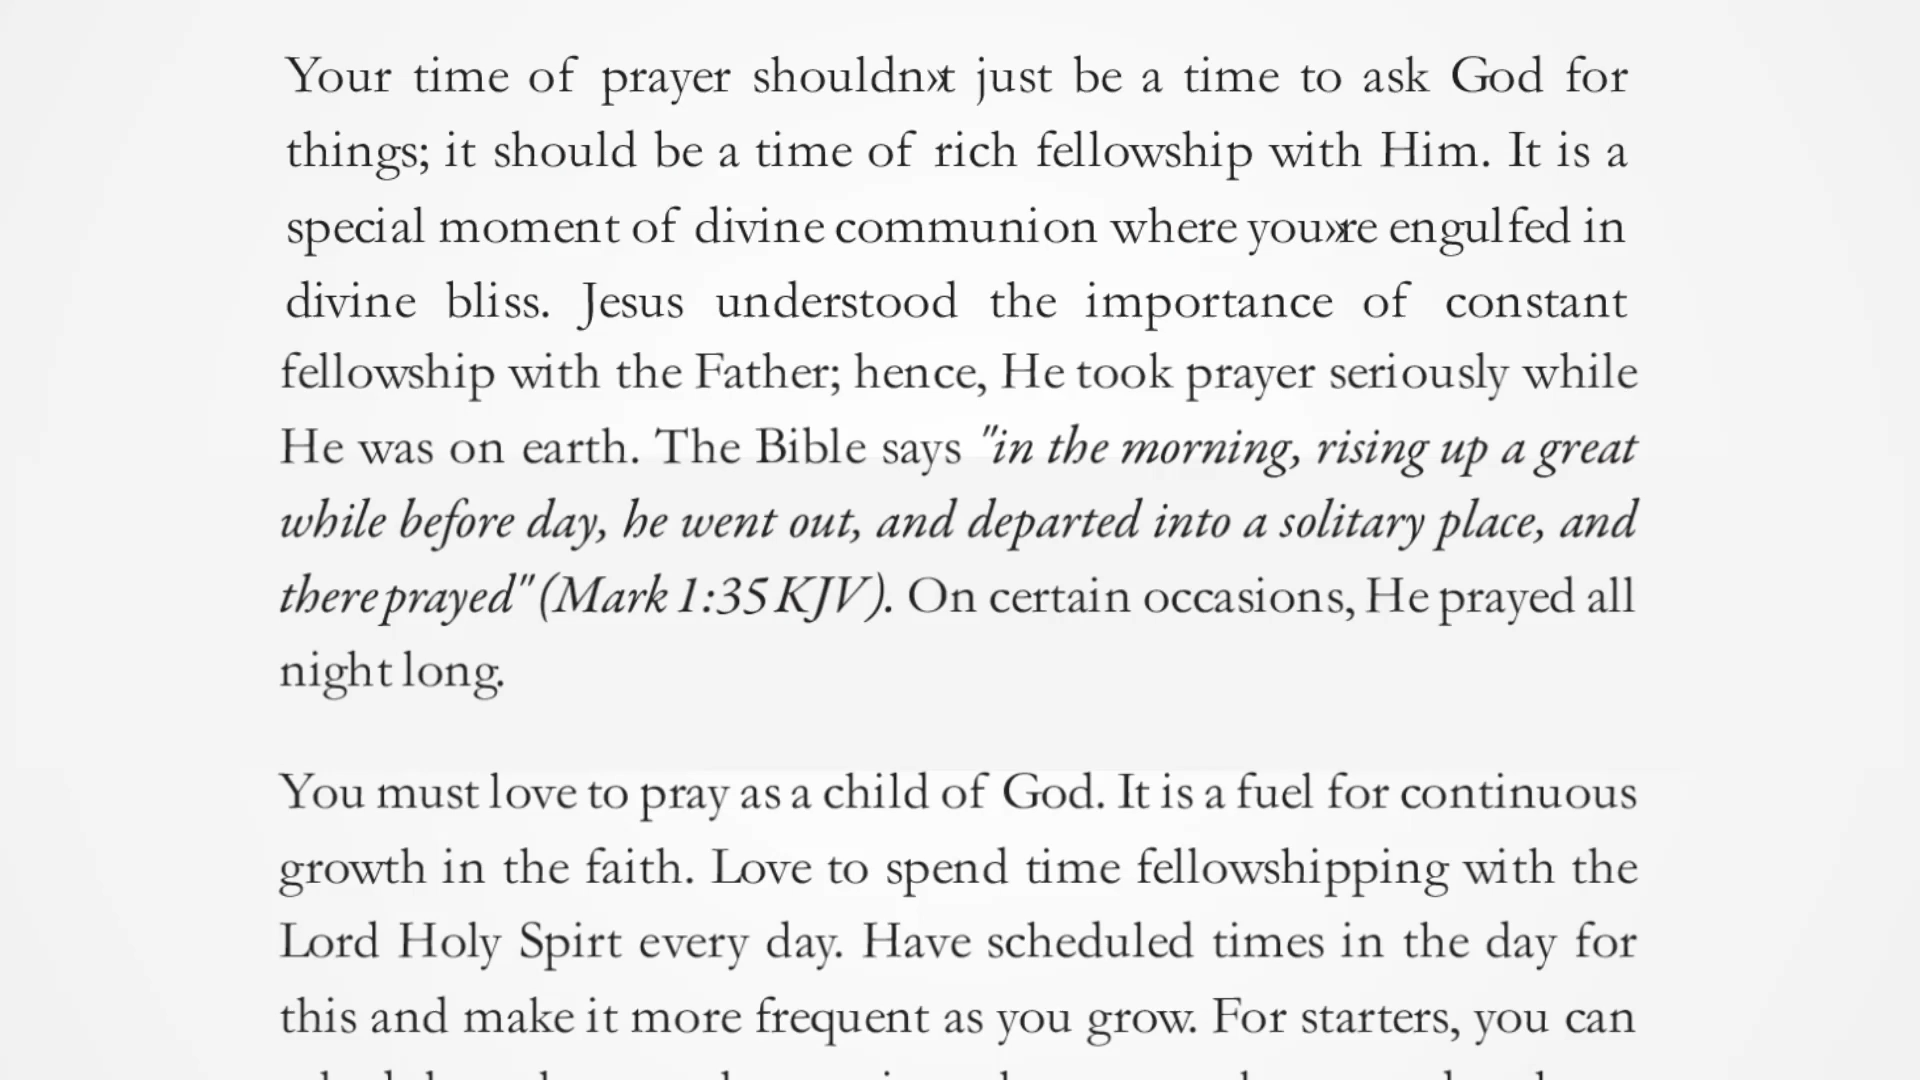 Your time of prayer shouldn»t just be a time to ask God for
things; it should be a time of rich fellowship with Him. It is a
special moment of divine communion where you»re engulfed in
divine bliss. Jesus understood the importance of constant
fellowship with the Father; hence, He took prayer seriously while
He was on earth. The Bible says "in the morning, rising up a great
while before day, he went out, and departed into a solitary place, and
there prayed" (Mark 1:35 KJV). On certain occasions, He prayed all
night long.
You must love to pray as a child of God. It is a fuel for continuous
growth in the faith. Love to spend time fellowshipping with the
Lord Holy Spirt every day. Have scheduled times in the day for
this and make it more frequent as you grow. For starters, you can